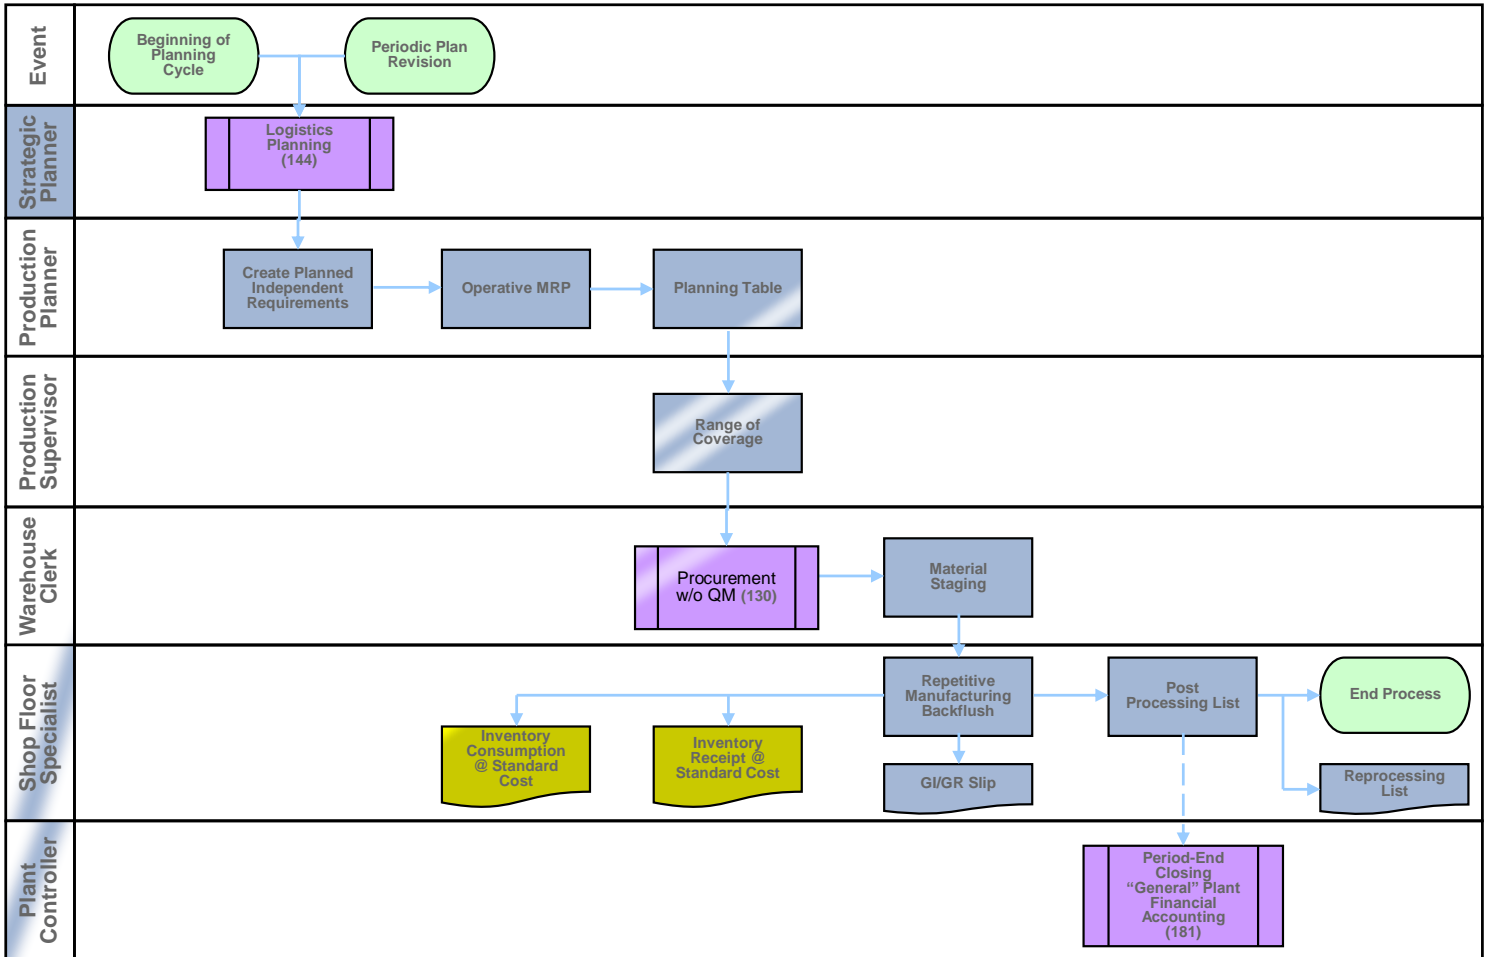 Event
Beginning of
Planning
Cycle
Periodic Plan
Revision
Strategic
Planner
Logistics
Planning
(144)
Production
Planner
Create Planned
Independent
Requirements
Operative MRP
Planning Table
Production
Supervisor
Range of
Coverage
Warehouse
Clerk
Procurement
w/o QM (130)
Material
Staging
Shop Floor
Specialist
Repetitive
Manufacturing
Backflush
Post
Processing List
End Process
Inventory
Consumption
@ Standard
Cost
Inventory
Receipt @
Standard Cost
GI/GR Slip
Reprocessing
List
Plant
Controller
Period-End
Closing
“General” Plant
Financial
Accounting
(181)